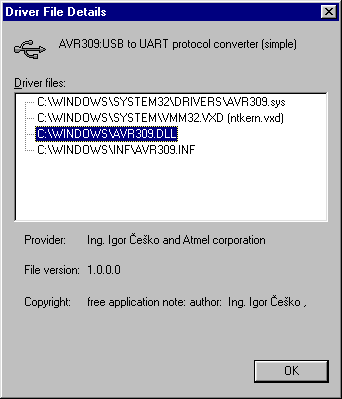 Driver File Details
AVR309:USB to UART protocol converter (simple)
Driver files:
C:\WINDOWS\SYSTEM32\DRIVERS\AVR309.sys
C:\WINDOWS\SYSTEM\VMM32.VXD (ntkern.vxd)
C:\WINDOWS\AVR309.DLL
C:\WINDOWS\INF\AVR309.INF
Provider: Ing. Igor Češko and Atmel corporation
File version: 1.0.0.0
Copyright: free application note: author: Ing. Igor Češko ,
OK